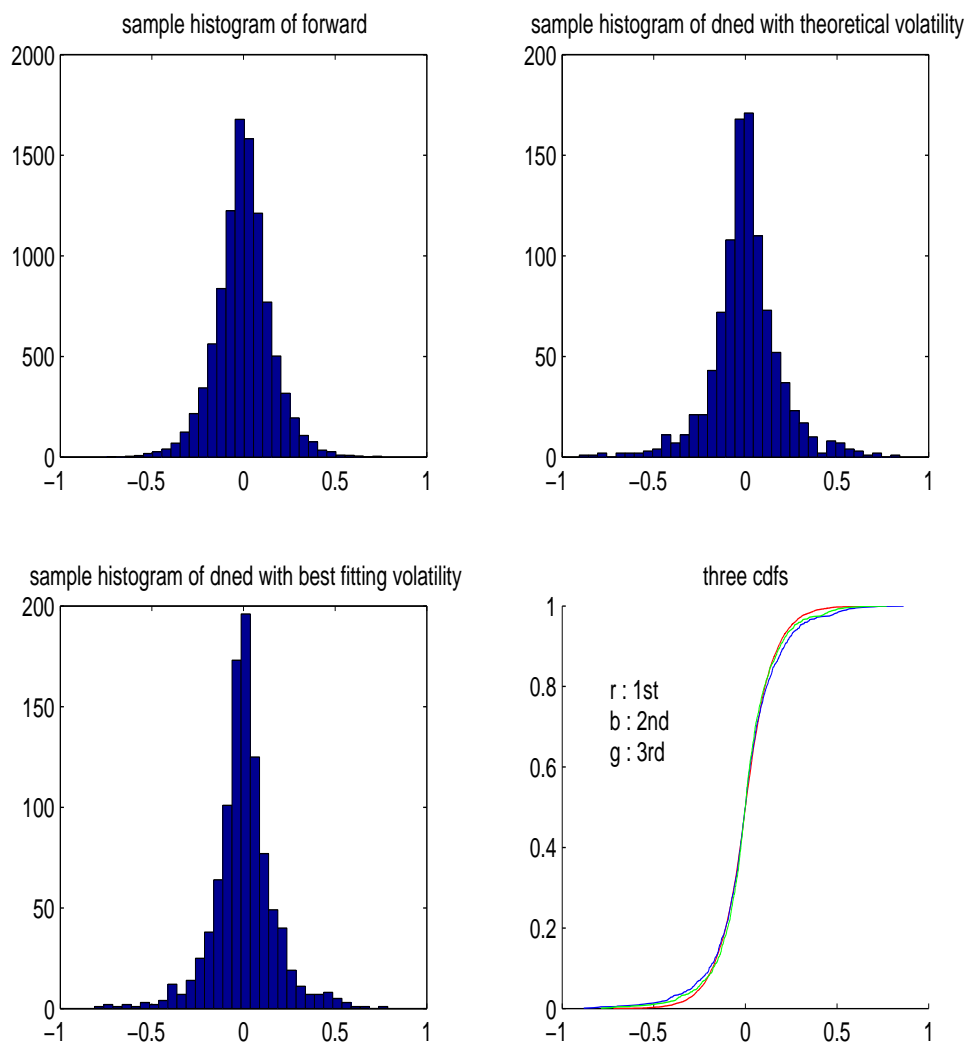 sample histogram of forward
2000
1500
1000
500
0
−1 −0.5 0 0.5 1
sample histogram of dned with theoretical volatility
200
150
100
50
0
−1 −0.5 0 0.5 1
sample histogram of dned with best fitting volatility
200
150
100
50
0
−1 −0.5 0 0.5 1
three cdfs
1
0.8
0.6
0.4
0.2
0
r : 1st
b : 2nd
g : 3rd
−1 −0.5 0 0.5 1